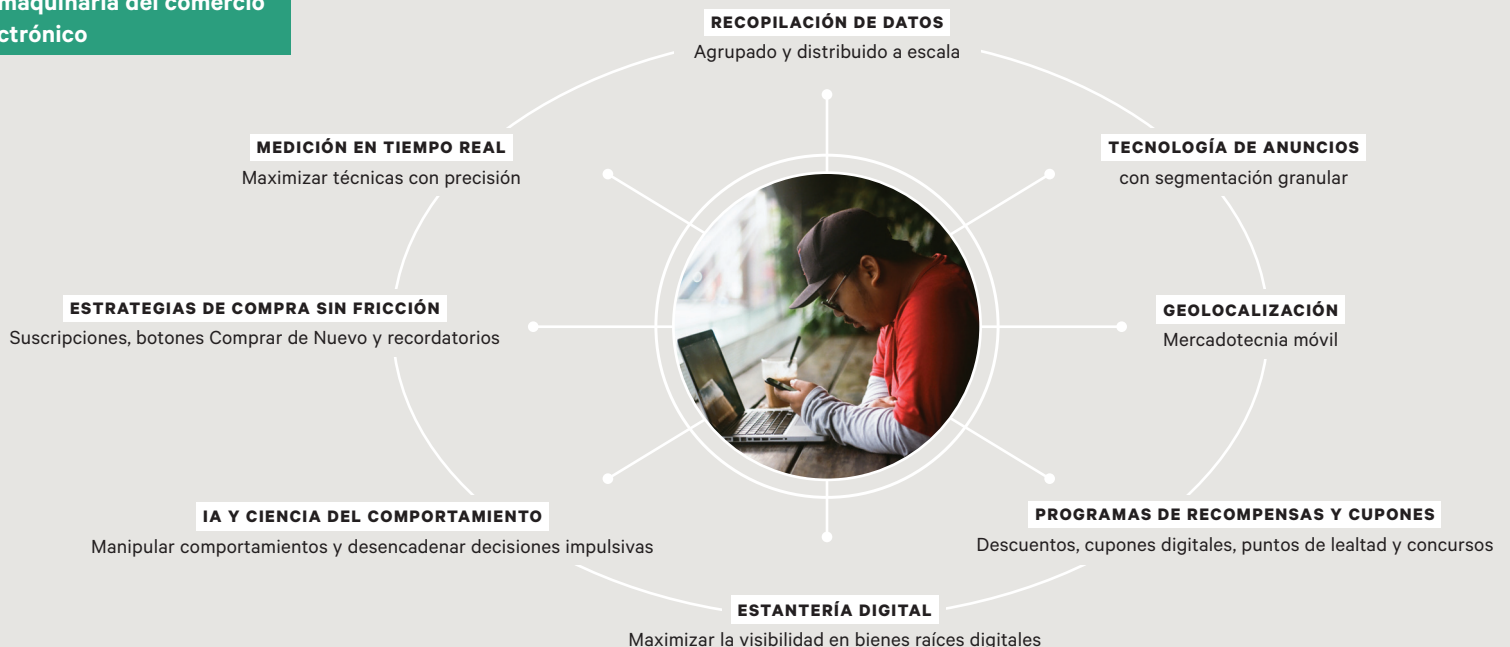 maquinaria del comercio
ctrónico
RECOPILACIÓN DE DATOS
Agrupado y distribuido a escala
TECNOLOGÍA DE ANUNCIOS
con segmentación granular
GEOLOCALIZACIÓN
Mercadotecnia móvil
PROGRAMAS DE RECOMPENSAS Y CUPONES
Descuentos, cupones digitales, puntos de lealtad y concursos
ESTANTERÍA DIGITAL
Maximizar la visibilidad en bienes raíces digitales
IA Y CIENCIA DEL COMPORTAMIENTO
Manipular comportamientos y desencadenar decisiones impulsivas
ESTRATEGIAS DE COMPRA SIN FRICCIÓN
Suscripciones, botones Comprar de Nuevo y recordatorios
MEDICIÓN EN TIEMPO REAL
Maximizar técnicas con precisión